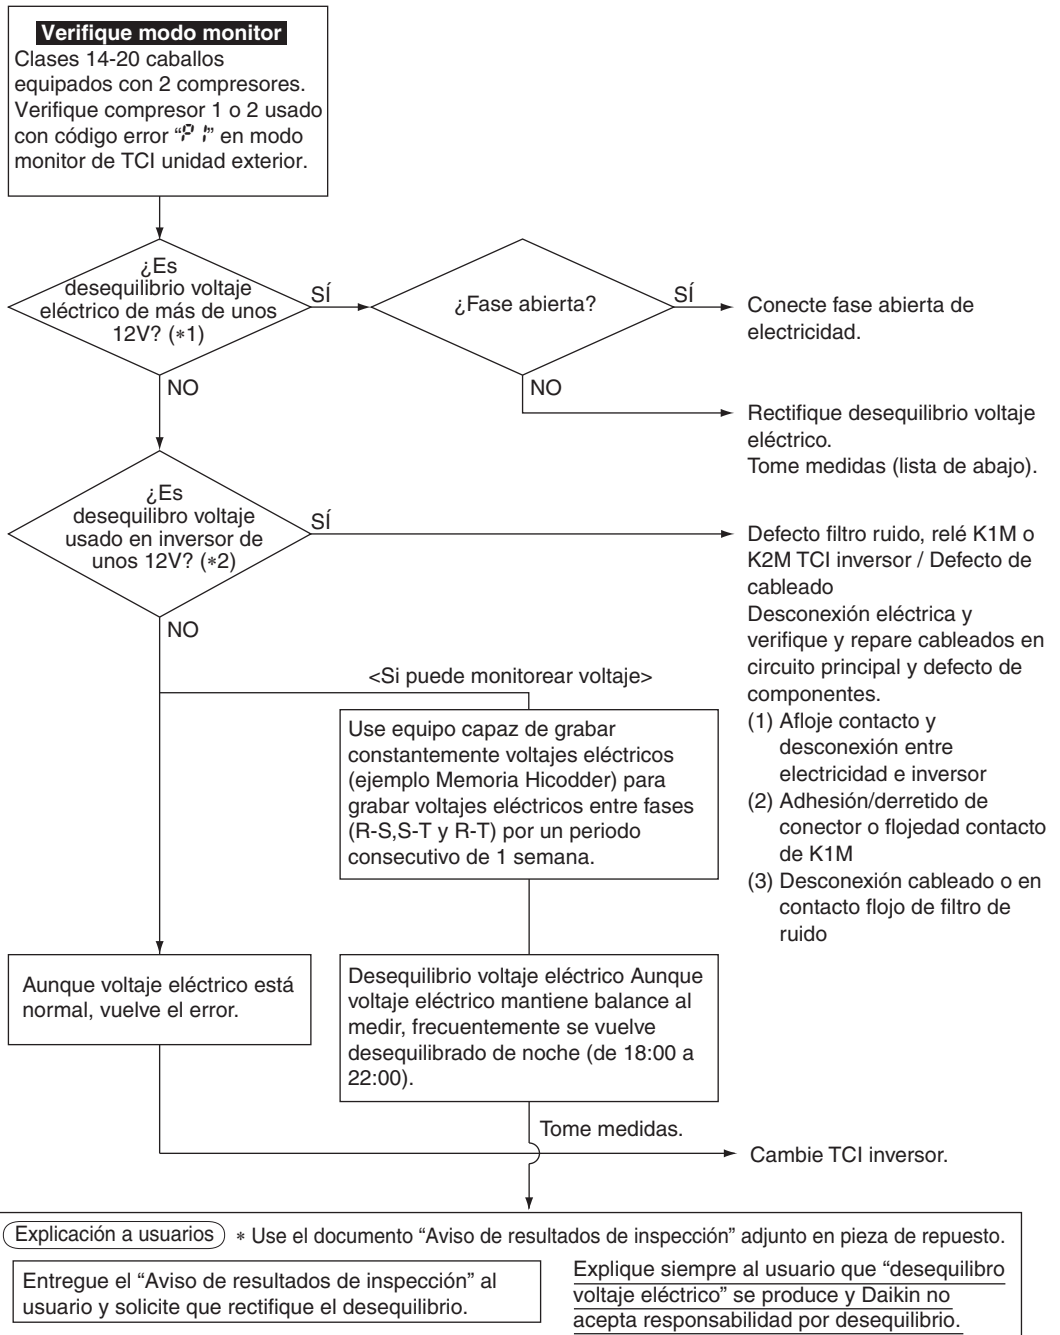 Verifique modo monitor
Clases 14-20 caballos
equipados con 2 compresores.
Verifique compresor 1 o 2 usado
con código error “P1” en modo
monitor de TCI unidad exterior.
¿Es
desequilibrio voltaje
eléctrico de más de unos
12V? (*1)
SÍ
¿Fase abierta?
SÍ
Conecte fase abierta de
electricidad.
NO
NO
Rectifique desequilibrio voltaje
eléctrico.
Tome medidas (lista de abajo).
¿Es
desequilibro voltaje
usado en inversor de
unos 12V? (*2)
SÍ
Defecto filtro ruido, relé K1M o
K2M TCI inversor / Defecto de
cableado
Desconexión eléctrica y
verifique y repare cableados en
circuito principal y defecto de
componentes.
(1) Afloje contacto y
desconexión entre
electricidad e inversor
(2) Adhesión/derretido de
conector o flojedad contacto
de K1M
(3) Desconexión cableado o en
contacto flojo de filtro de
ruido
NO
<Si puede monitorear voltaje>
Use equipo capaz de grabar
constantemente voltajes eléctricos
(ejemplo Memoria Hicodder) para
grabar voltajes eléctricos entre fases
(R-S,S-T y R-T) por un periodo
consecutivo de 1 semana.
Aunque voltaje eléctrico está
normal, vuelve el error.
Desequilibrio voltaje eléctrico Aunque
voltaje eléctrico mantiene balance al
medir, frecuentemente se vuelve
desequilibrado de noche (de 18:00 a
22:00).
Tome medidas.
Cambie TCI inversor.
Explicación a usuarios * Use el documento “Aviso de resultados de inspección” adjunto en pieza de repuesto.
Entregue el “Aviso de resultados de inspección” al
usuario y solicite que rectifique el desequilibrio.
Explique siempre al usuario que “desequilibro
voltaje eléctrico” se produce y Daikin no
acepta responsabilidad por desequilibrio.